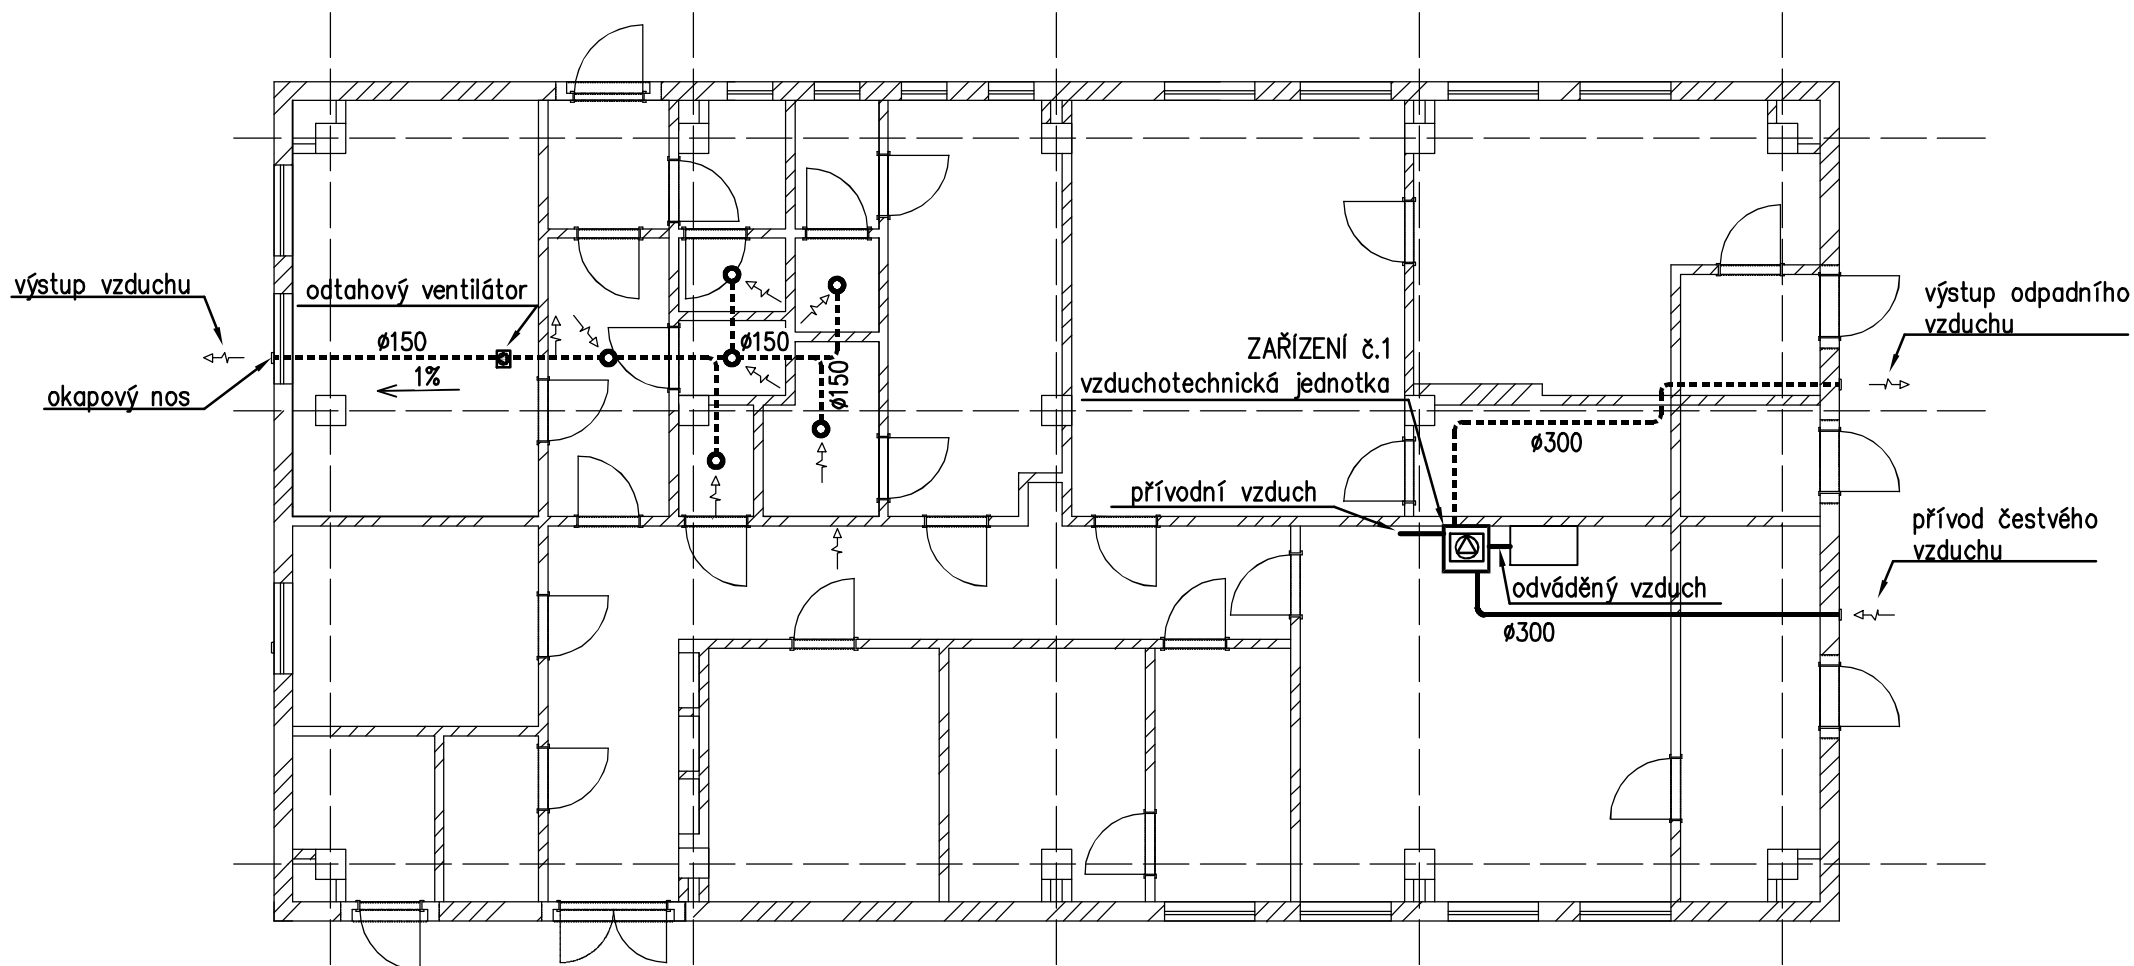 výstup vzduchu
odtahový ventilátor
ø150
1%
okapový nos
ø150
ø150
ZAŘÍZENÍ č.1
vzduchotechnická jednotka
výstup odpadního
vzduchu
ø300
přívodní vzduch
přívod čestvého
vzduchu
odváděný vzduch
ø300